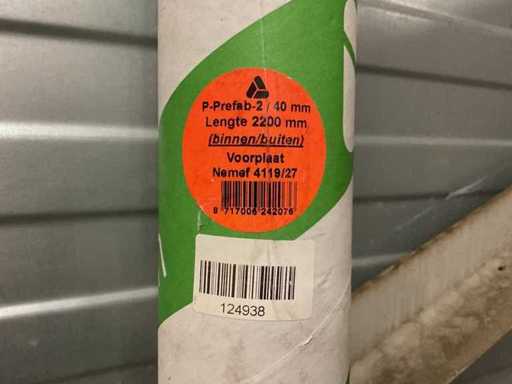 P-Prefab-2 / 40 mm
Lengte 2200 mm
(binnen/buiten)
Voorplaat
Nemef 4119/27
8 717006 242076
124938